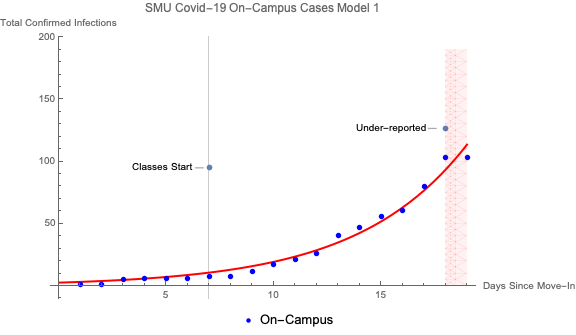 SMU Covid-19 On-Campus Cases Model 1
Total Confirmed Infections
200
150
Under-reported
Classes Start
100
50
Days Since Move-In
5
10
15
On-Campus